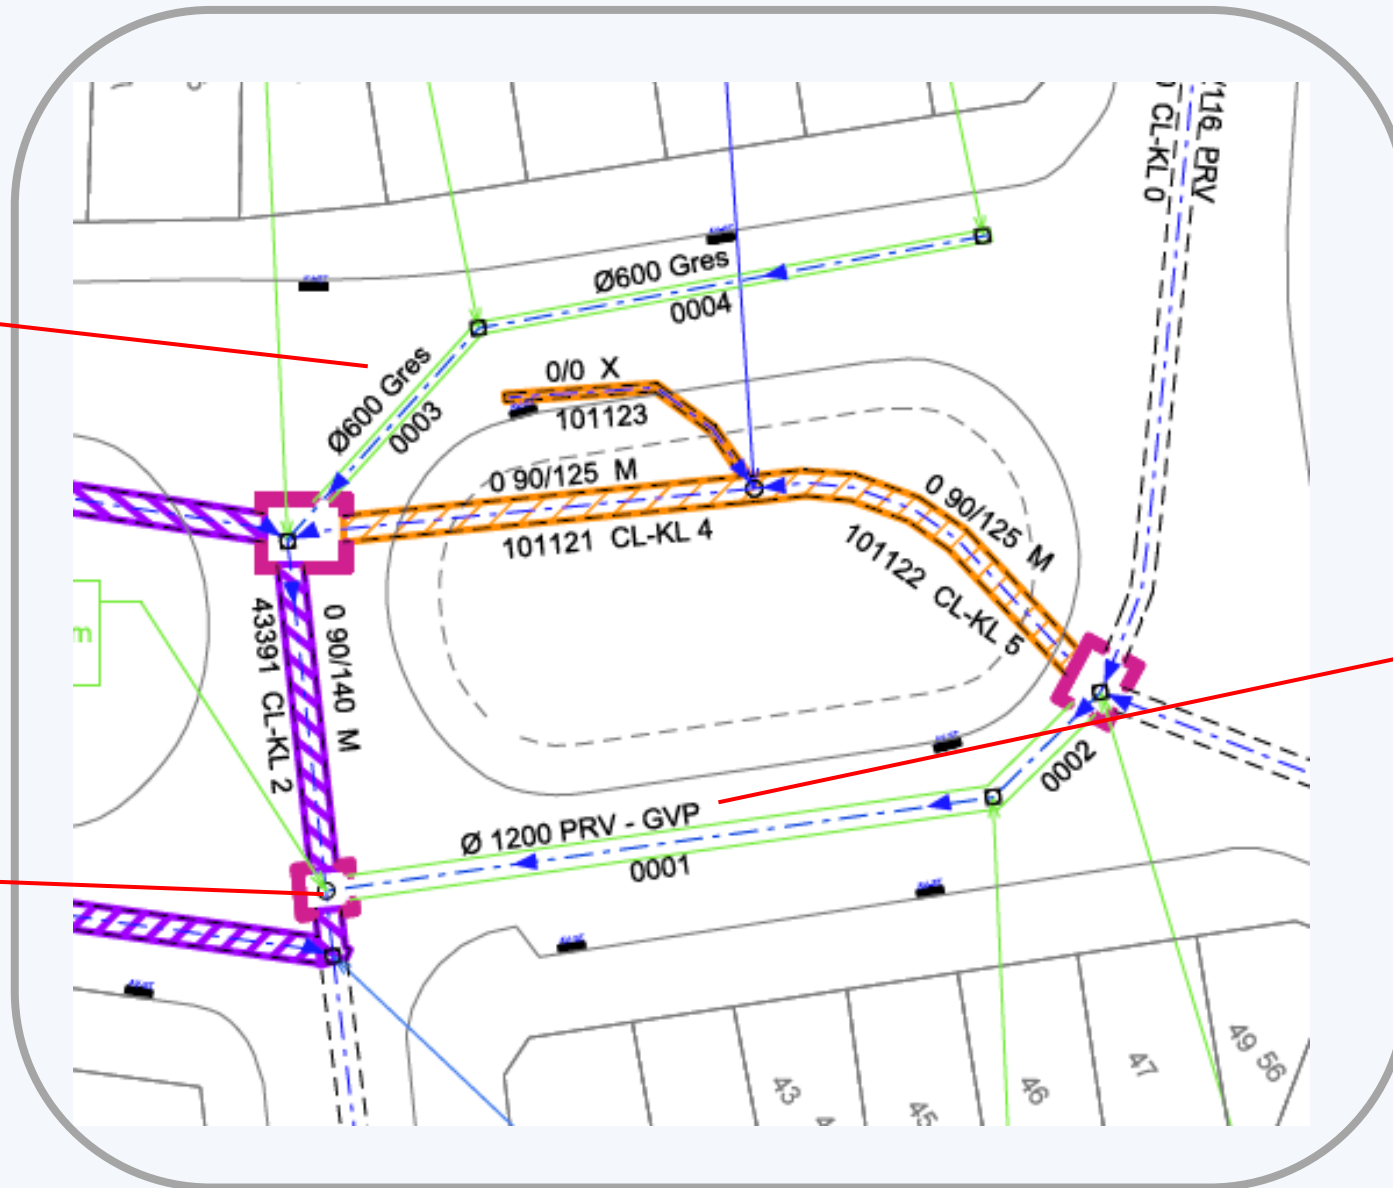 116 PRV
CL-KL 0
Ø600 Gres
0004
Ø600 Gres
0003
0/0 X
101123
0 90/125 M
101121 CL-KL 4
0 90/125 M
101122 CL-KL 5
m
0 90/140 M
43391 CL-KL 2
0002
Ø 1200 PRV - GVP
0001
43
45
46
47
49
56